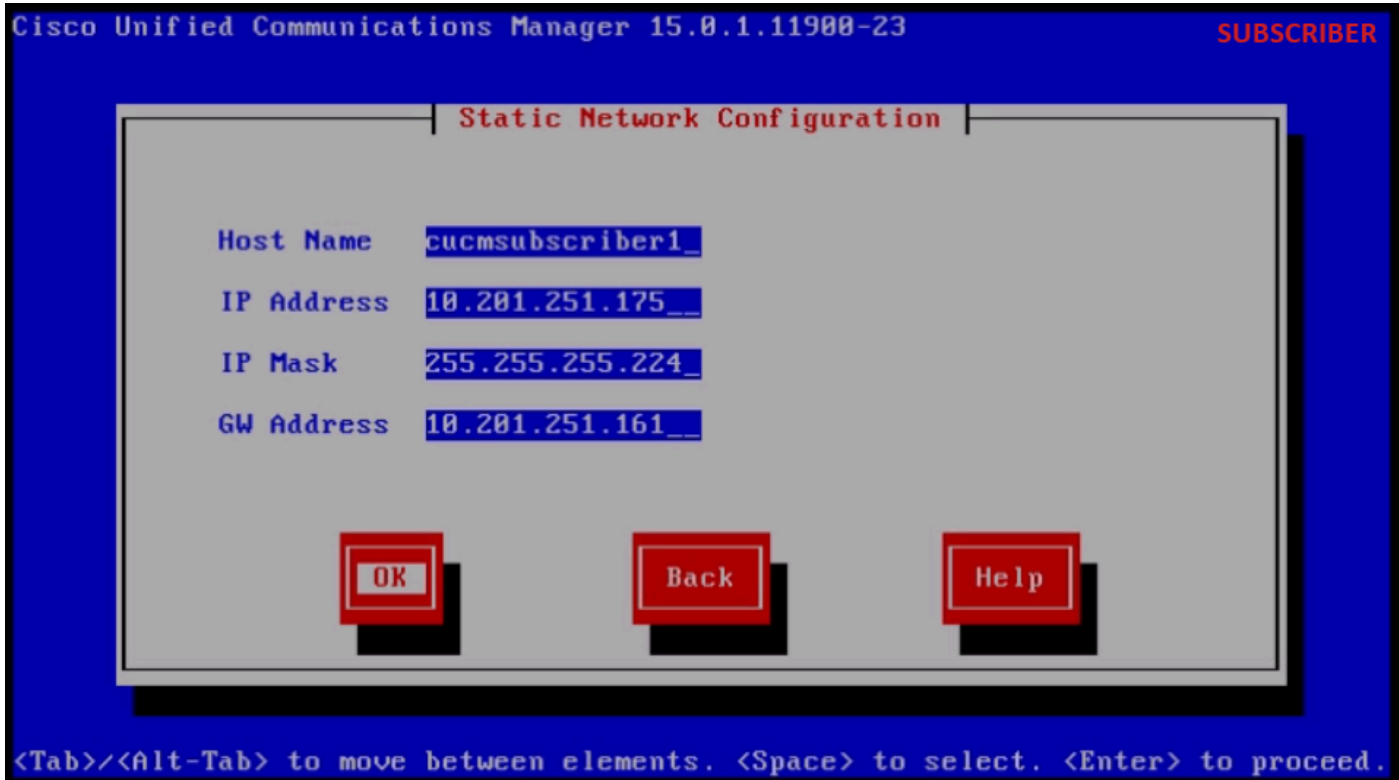 Cisco Unified Communications Manager 15.0.1.11900-23
SUBSCRIBER
Static Network Configuration
Host Name cucmsubscriber1_
IP Address 10.201.251.175__
IP Mask 255.255.255.224_
GW Address 10.201.251.161__
OK Back Help
<Tab>/<Alt-Tab> to move between elements. <Space> to select. <Enter> to proceed.